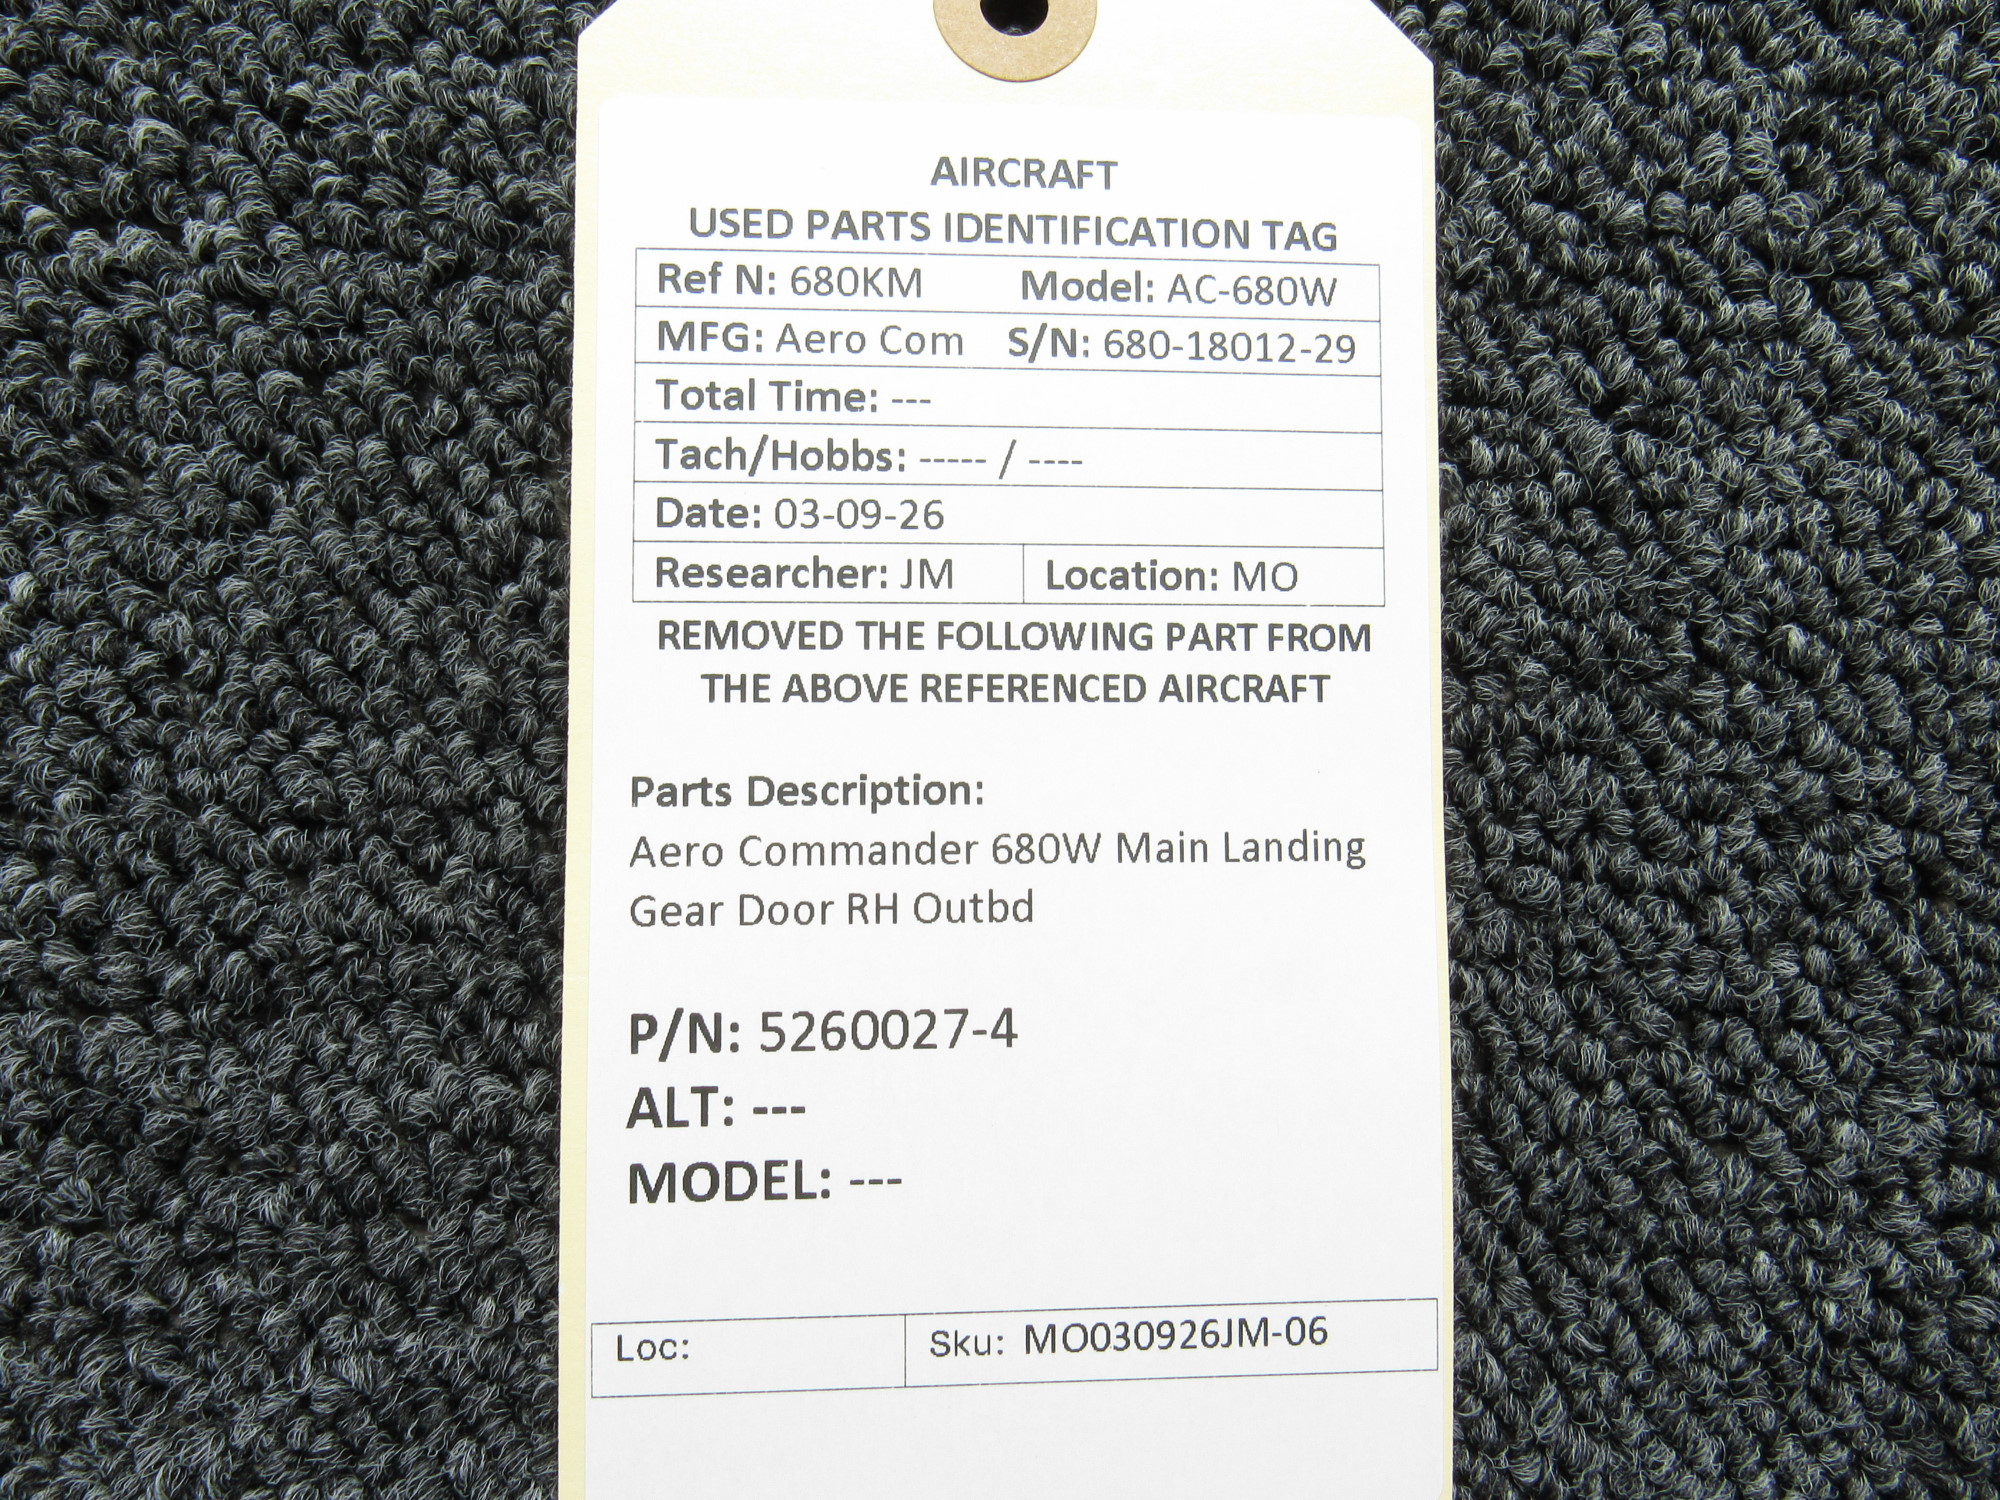 AIRCRAFT
USED PARTS IDENTIFICATION TAG
Ref N: 680KM Model: AC-680W
MFG: Aero Com S/N: 680-18012-29
Total Time: ---
Tach/Hobbs: ----- / ----
Date: 03-09-26
Researcher: JM Location: MO
REMOVED THE FOLLOWING PART FROM
THE ABOVE REFERENCED AIRCRAFT
Parts Description:
Aero Commander 680W Main Landing
Gear Door RH Outbd
P/N: 5260027-4
ALT: ---
MODEL: ---
Loc: Sku: MO030926JM-06